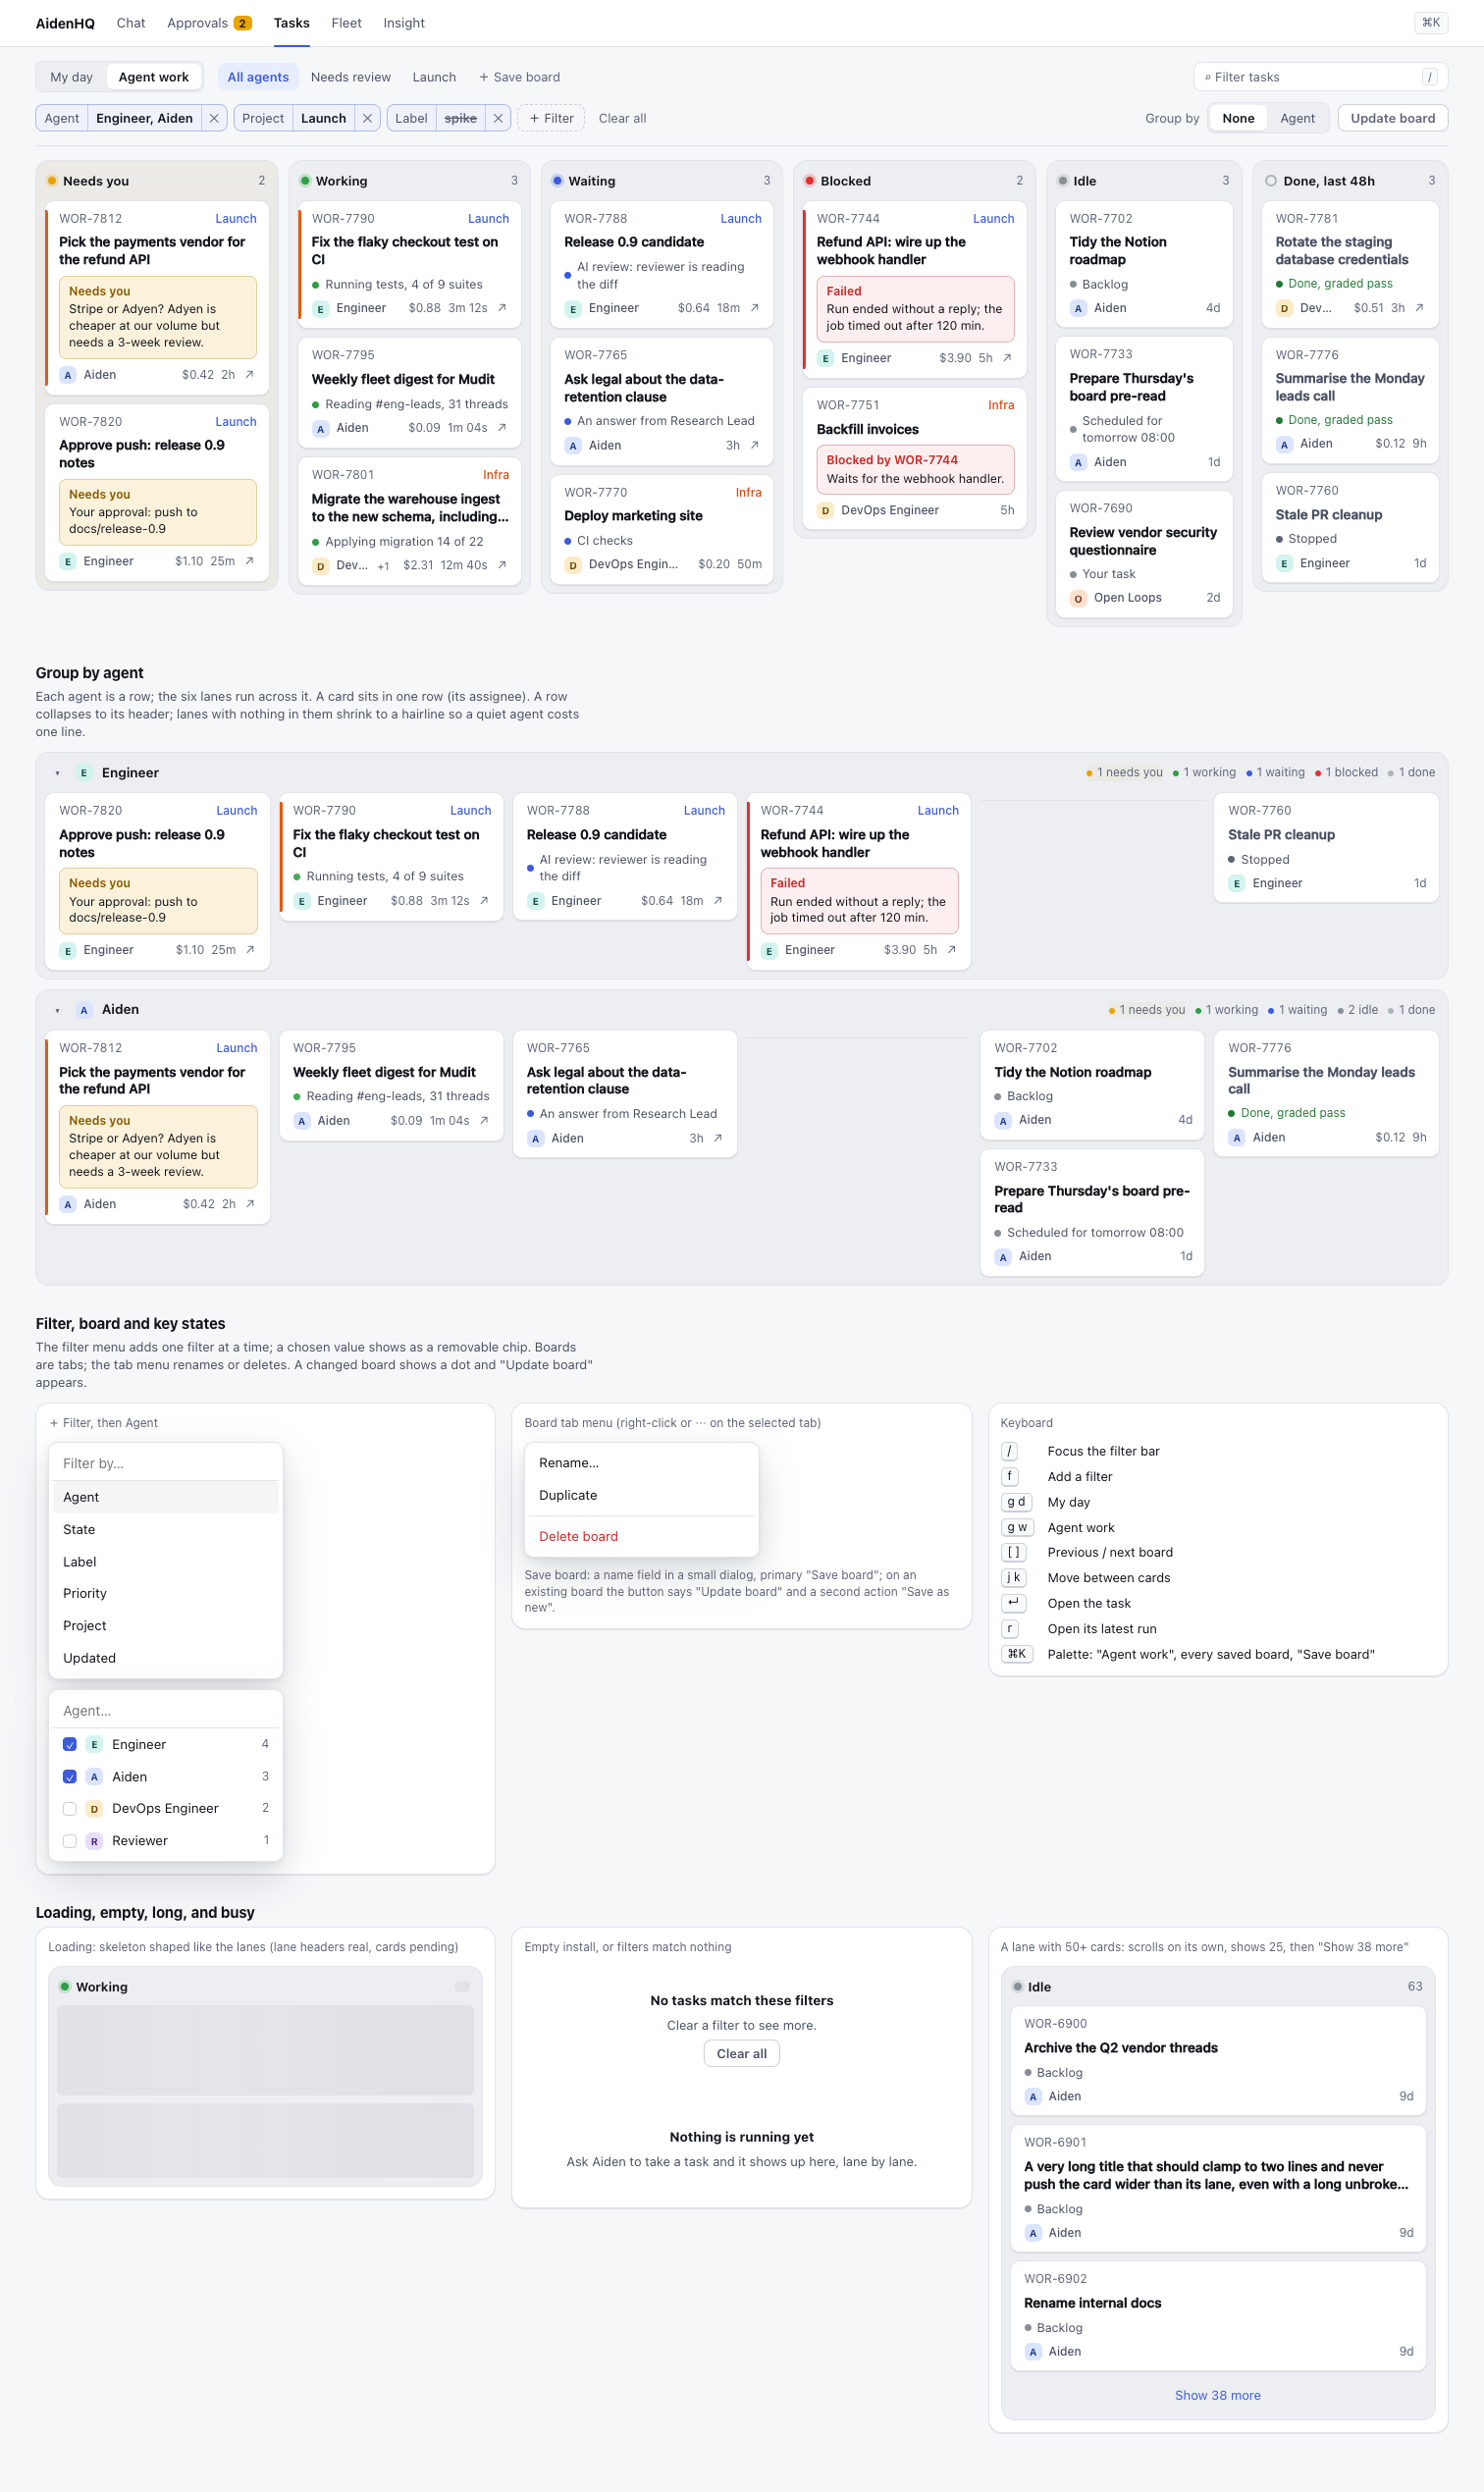 AidenHQ Chat Approvals 2 Tasks Fleet Insight ⌘K
My day Agent work All agents Needs review Launch + Save board Filter tasks /
Agent Engineer, Aiden × Project Launch × Label spike × + Filter Clear all Group by None Agent Update board
Needs you 2
WOR-7812 Launch
Pick the payments vendor for
the refund API
Needs you
Stripe or Adyen? Adyen is
cheaper at our volume but
needs a 3-week review.
A Aiden $0.42 2h ↗
WOR-7820 Launch
Approve push: release 0.9
notes
Needs you
Your approval: push to
docs/release-0.9
E Engineer $1.10 25m ↗
Working 3
WOR-7790 Launch
Fix the flaky checkout test on
CI
Running tests, 4 of 9 suites
E Engineer $0.88 3m 12s ↗
WOR-7795
Weekly fleet digest for Mudit
Reading #eng-leads, 31 threads
A Aiden $0.09 1m 04s ↗
WOR-7801 Infra
Migrate the warehouse ingest
to the new schema, including...
Applying migration 14 of 22
D Dev... +1 $2.31 12m 40s ↗
Waiting 3
WOR-7788 Launch
Release 0.9 candidate
AI review: reviewer is reading
the diff
E Engineer $0.64 18m ↗
WOR-7765
Ask legal about the data-
retention clause
An answer from Research Lead
A Aiden 3h ↗
WOR-7770 Infra
Deploy marketing site
CI checks
D DevOps Engin... $0.20 50m
Blocked 2
WOR-7744 Launch
Refund API: wire up the
webhook handler
Failed
Run ended without a reply; the
job timed out after 120 min.
E Engineer $3.90 5h ↗
WOR-7751 Infra
Backfill invoices
Blocked by WOR-7744
Waits for the webhook handler.
D DevOps Engineer 5h
Idle 3
WOR-7702
Tidy the Notion
roadmap
Backlog
A Aiden 4d
WOR-7733
Prepare Thursday's
board pre-read
Scheduled for
tomorrow 08:00
A Aiden 1d
WOR-7690
Review vendor security
questionnaire
Your task
O Open Loops 2d
Done, last 48h 3
WOR-7781
Rotate the staging
database credentials
Done, graded pass
D Dev... $0.51 3h ↗
WOR-7776
Summarise the Monday
leads call
Done, graded pass
A Aiden $0.12 9h
WOR-7760
Stale PR cleanup
Stopped
E Engineer 1d
Group by agent
Each agent is a row; the six lanes run across it. A card sits in one row (its assignee). A row
collapses to its header; lanes with nothing in them shrink to a hairline so a quiet agent costs
one line.
E Engineer 1 needs you 1 working 1 waiting 1 blocked 1 done
WOR-7820 Launch
Approve push: release 0.9
notes
Needs you
Your approval: push to
docs/release-0.9
E Engineer $1.10 25m ↗
WOR-7790 Launch
Fix the flaky checkout test on
CI
Running tests, 4 of 9 suites
E Engineer $0.88 3m 12s ↗
WOR-7788 Launch
Release 0.9 candidate
AI review: reviewer is reading
the diff
E Engineer $0.64 18m ↗
WOR-7744 Launch
Refund API: wire up the
webhook handler
Failed
Run ended without a reply; the
job timed out after 120 min.
E Engineer $3.90 5h ↗
WOR-7760
Stale PR cleanup
Stopped
E Engineer 1d
A Aiden 1 needs you 1 working 1 waiting 2 idle 1 done
WOR-7812 Launch
Pick the payments vendor for
the refund API
Needs you
Stripe or Adyen? Adyen is
cheaper at our volume but
needs a 3-week review.
A Aiden $0.42 2h ↗
WOR-7795
Weekly fleet digest for Mudit
Reading #eng-leads, 31 threads
A Aiden $0.09 1m 04s ↗
WOR-7765
Ask legal about the data-
retention clause
An answer from Research Lead
A Aiden 3h ↗
WOR-7702
Tidy the Notion roadmap
Backlog
A Aiden 4d
WOR-7733
Prepare Thursday's board pre-
read
Scheduled for tomorrow 08:00
A Aiden 1d
WOR-7776
Summarise the Monday leads
call
Done, graded pass
A Aiden $0.12 9h
Filter, board and key states
The filter menu adds one filter at a time; a chosen value shows as a removable chip. Boards
are tabs; the tab menu renames or deletes. A changed board shows a dot and "Update board"
appears.
+ Filter, then Agent
Filter by...
Agent
State
Label
Priority
Project
Updated
Agent...
E Engineer 4
A Aiden 3
D DevOps Engineer 2
R Reviewer 1
Board tab menu (right-click or ··· on the selected tab)
Rename...
Duplicate
Delete board
Save board: a name field in a small dialog, primary "Save board"; on an
existing board the button says "Update board" and a second action "Save as
new".
Keyboard
/ Focus the filter bar
f Add a filter
g d My day
g w Agent work
[ ] Previous / next board
j k Move between cards
↵ Open the task
r Open its latest run
⌘K Palette: "Agent work", every saved board, "Save board"
Loading, empty, long, and busy
Loading: skeleton shaped like the lanes (lane headers real, cards pending)
Working
Empty install, or filters match nothing
No tasks match these filters
Clear a filter to see more.
Clear all
Nothing is running yet
Ask Aiden to take a task and it shows up here, lane by lane.
A lane with 50+ cards: scrolls on its own, shows 25, then "Show 38 more"
Idle 63
WOR-6900
Archive the Q2 vendor threads
Backlog
A Aiden 9d
WOR-6901
A very long title that should clamp to two lines and never
push the card wider than its lane, even with a long unbroke...
Backlog
A Aiden 9d
WOR-6902
Rename internal docs
Backlog
A Aiden 9d
Show 38 more